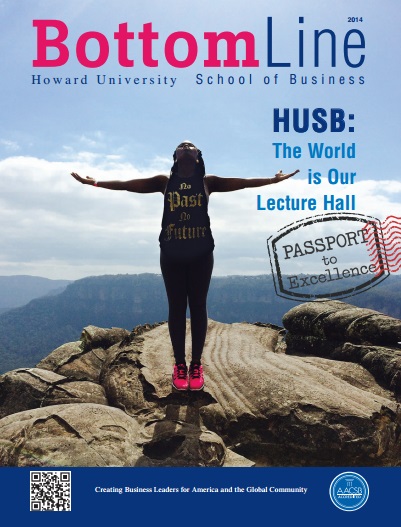 2014
BottomLine
Howard University School of Business
HUSB:
The World
is Our
Lecture Hall
PASSPORT
to
Excellence
No
Past
No
Future
Creating Business Leaders for America and the Global Community
AACSB
ACCREDITED